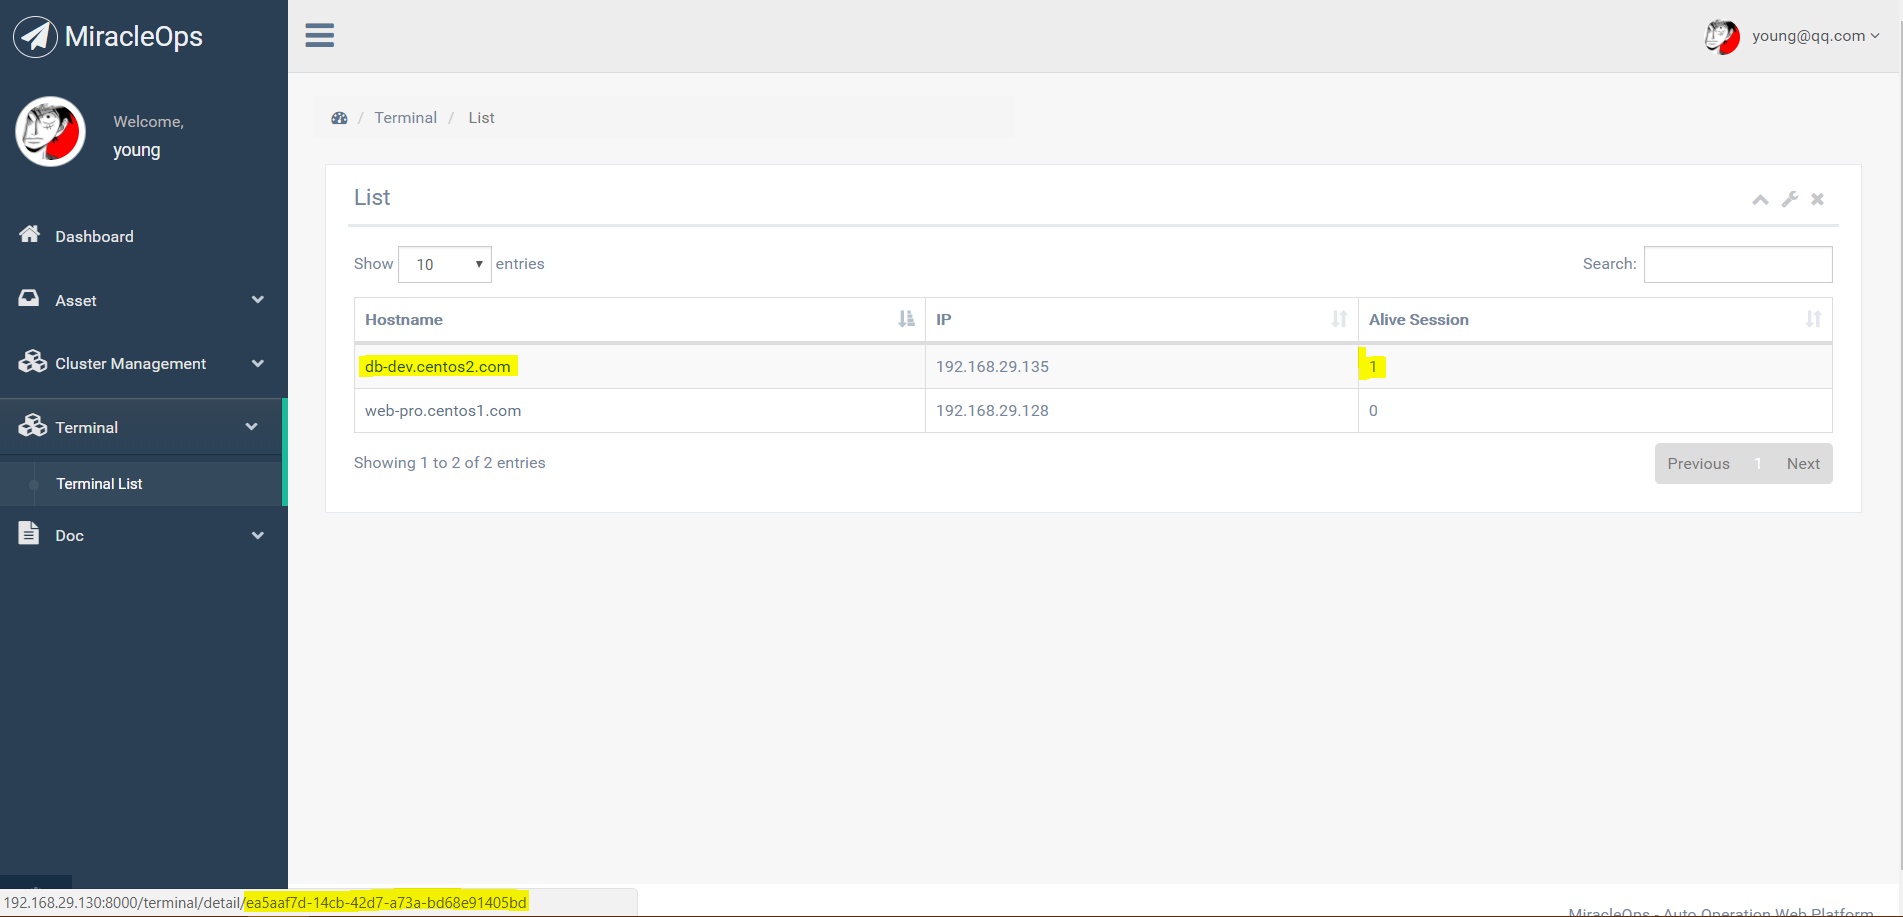 MiracleOps
young@qq.com
Welcome,
young
Dashboard
Asset
Cluster Management
Terminal
Terminal List
Doc
/ Terminal / List
List
Show 10 entries
Search:
Hostname IP Alive Session
db-dev.centos2.com 192.168.29.135 1
web-pro.centos1.com 192.168.29.128 0
Showing 1 to 2 of 2 entries
Previous 1 Next
192.168.29.130:8000/terminal/detail/ea5aaf7d-14cb-42d7-a73a-bd68e91405bd
MiracleOps - Auto Operation Web Platform